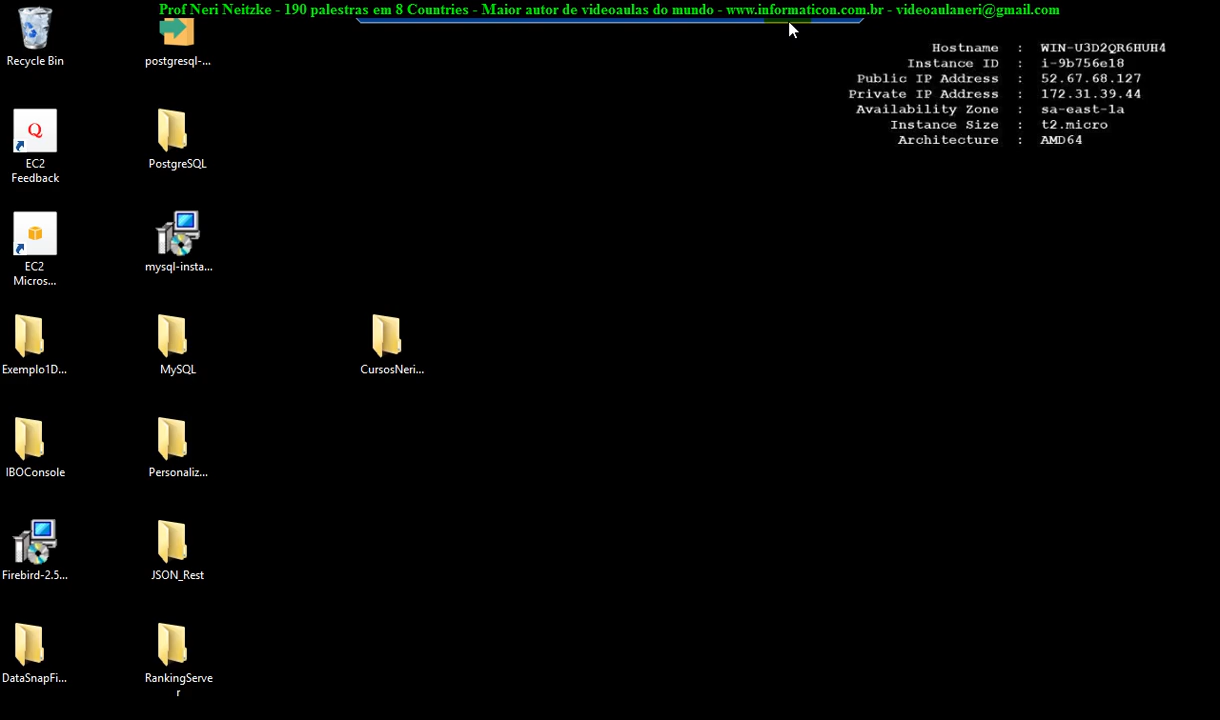 Prof Neri Neitzke - 190 palestras em 8 Countries - Maior autor de videoaulas do mundo - www.informaticon.com.br - videoaulaneri@gmail.com
Hostname : WIN-U3D2QR6HUH4
Instance ID : i-9b756e18
Public IP Address : 52.67.68.127
Private IP Address : 172.31.39.44
Availability Zone : sa-east-1a
Instance Size : t2.micro
Architecture : AMD64
Recycle Bin
postgresql-...
Q
EC2
Feedback
PostgreSQL
EC2
Micros...
mysql-insta...
Exemplo1D...
MySQL
CursosNeri...
IBOConsole
Personaliz...
Firebird-2.5...
JSON_Rest
DataSnapFi...
RankingServe
r